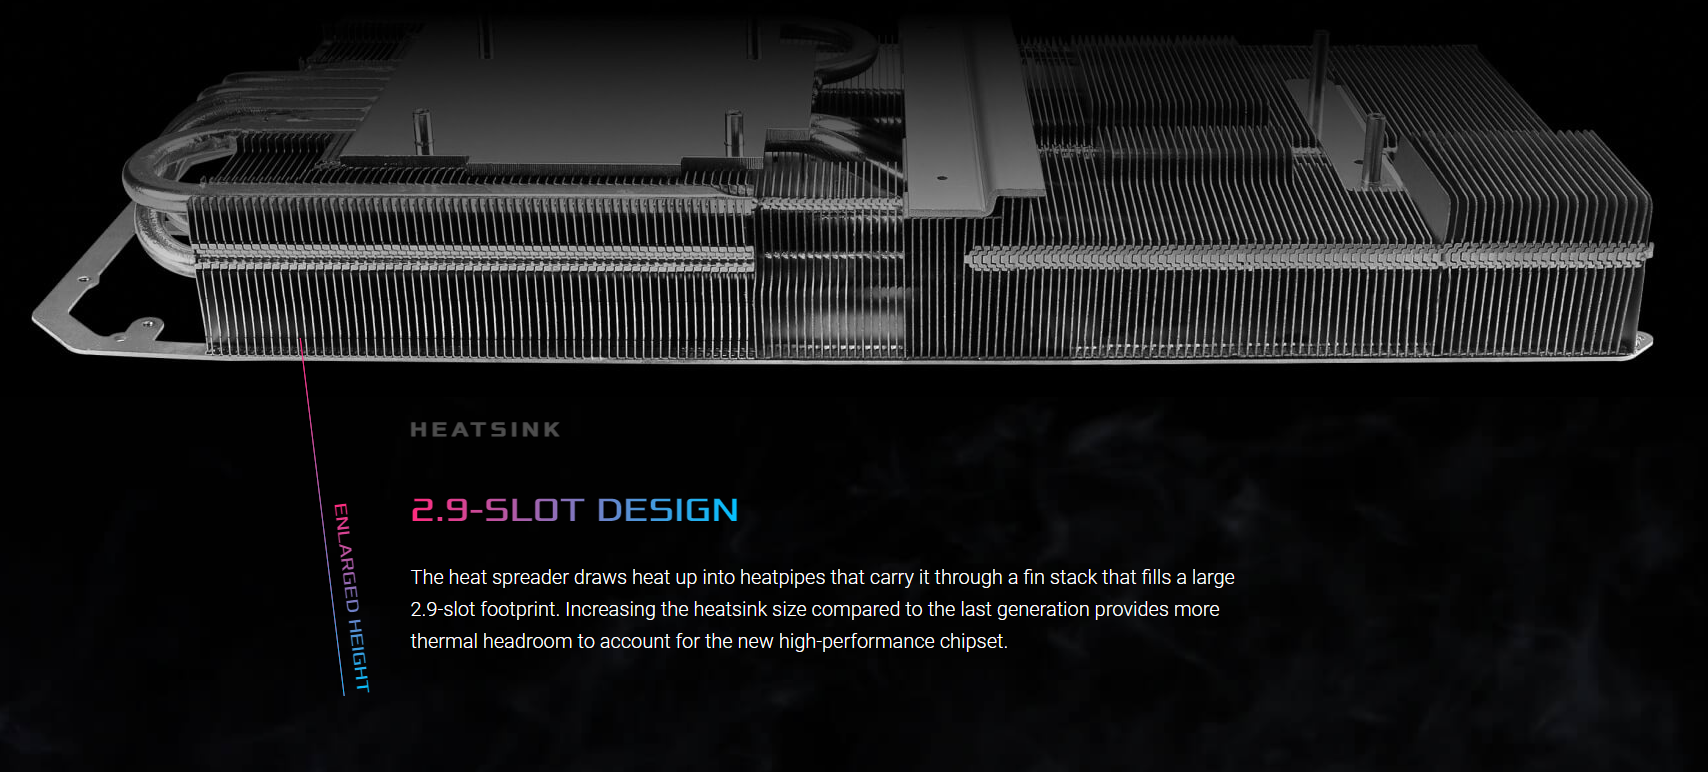 HEATSINK
2.9-SLOT DESIGN
The heat spreader draws heat up into heatpipes that carry it through a fin stack that fills a large
2.9-slot footprint. Increasing the heatsink size compared to the last generation provides more
thermal headroom to account for the new high-performance chipset.
ENLARGED HEIGHT